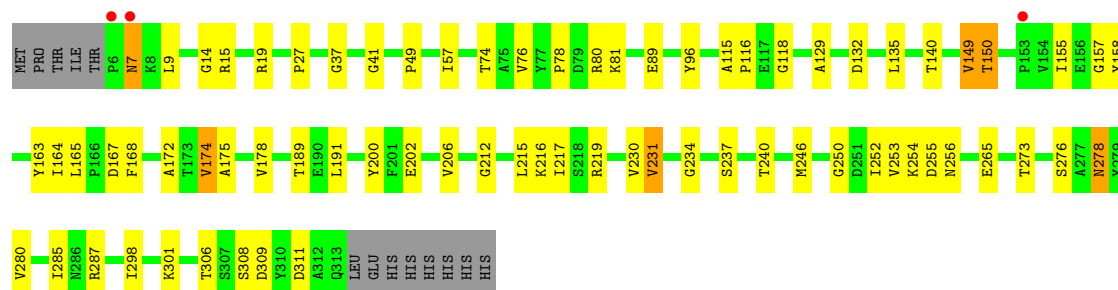 MET PRO THR ILE THR P6 N7 K8 L9 G14 R15 R19 P27 G37 G41 P49 I57 T74 A75 V76 Y77 P78 D79 R80 K81 E89 Y96 A115 P116 E117 G118 A129 D132 L135 T140 V149 T150 P153 V154 I155 E156 G157 Y158
Y163 I164 L165 P166 D167 F168 A172 T173 V174 A175 V178 T189 E190 L191 Y200 F201 E202 V206 G212 L215 K216 I217 S218 R219 V230 V231 G234 S237 T240 M246 G250 D251 I252 V253 K254 D255 N256 E265 T273 S276 A277 N278
V280 I285 N286 R287 I298 K301 T306 S307 S308 D309 Y310 D311 A312 Q313 LEU GLU HIS HIS HIS HIS HIS HIS